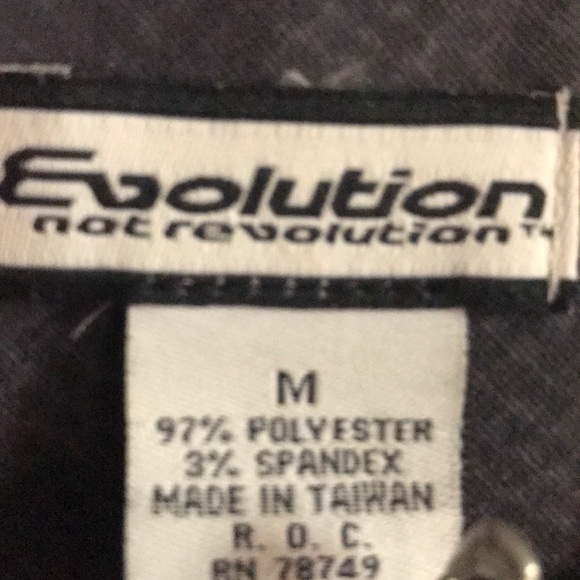 Evolution
not revolution™
M
97% POLYESTER
3% SPANDEX
MADE IN TAIWAN
R. O. C.
RN 78749